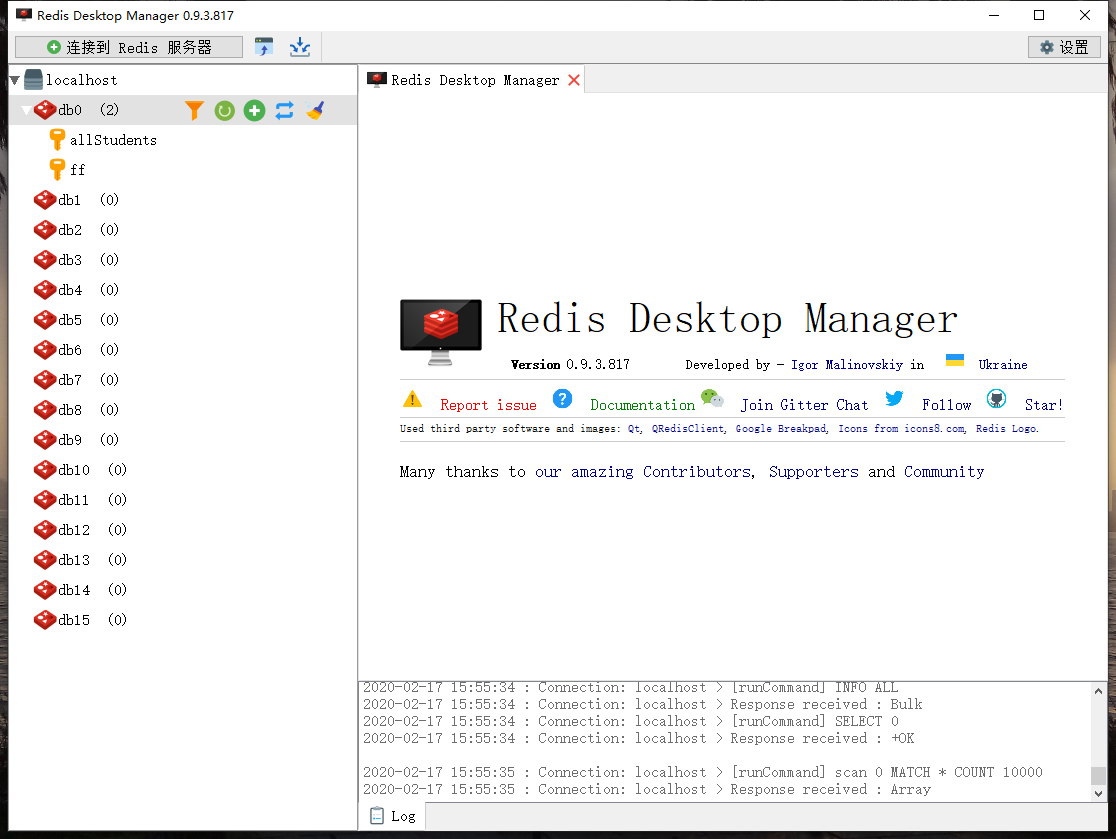 Redis Desktop Manager 0.9.3.817
连接到 Redis 服务器
设置
localhost
db0 (2)
allStudents
ff
db1 (0)
db2 (0)
db3 (0)
db4 (0)
db5 (0)
db6 (0)
db7 (0)
db8 (0)
db9 (0)
db10 (0)
db11 (0)
db12 (0)
db13 (0)
db14 (0)
db15 (0)
Redis Desktop Manager
Redis Desktop Manager
Version 0.9.3.817 Developed by - Igor Malinovskiy in Ukraine
Report issue Documentation Join Gitter Chat Follow Star!
Used third party software and images: Qt, QRedisClient, Google Breakpad, Icons from icons8.com, Redis Logo.
Many thanks to our amazing Contributors, Supporters and Community
2020-02-17 15:55:34 : Connection: localhost > [runCommand] INFO ALL
2020-02-17 15:55:34 : Connection: localhost > Response received : Bulk
2020-02-17 15:55:34 : Connection: localhost > [runCommand] SELECT 0
2020-02-17 15:55:34 : Connection: localhost > Response received : +OK
2020-02-17 15:55:35 : Connection: localhost > [runCommand] scan 0 MATCH * COUNT 10000
2020-02-17 15:55:35 : Connection: localhost > Response received : Array
Log